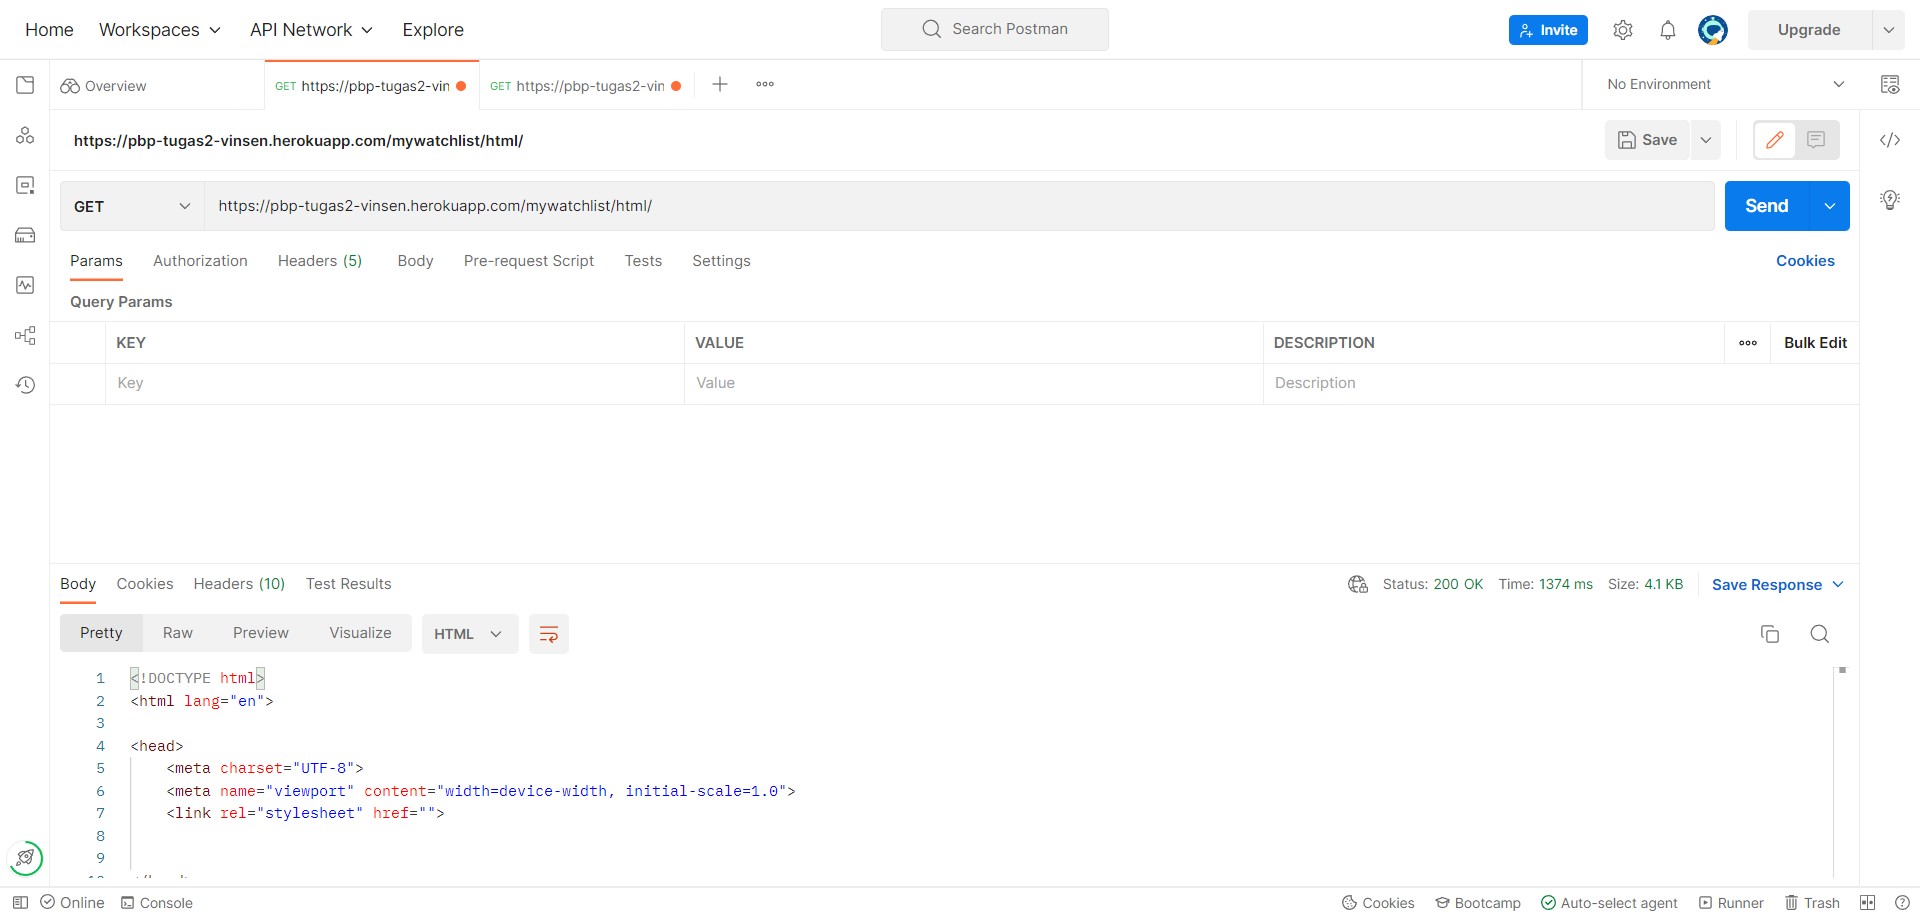 Home Workspaces API Network Explore Search Postman Invite Upgrade
Overview GET https://pbp-tugas2-vin GET https://pbp-tugas2-vin No Environment
https://pbp-tugas2-vinsen.herokuapp.com/mywatchlist/html/ Save
GET https://pbp-tugas2-vinsen.herokuapp.com/mywatchlist/html/ Send
Params Authorization Headers (5) Body Pre-request Script Tests Settings Cookies
Query Params
KEY VALUE DESCRIPTION Bulk Edit
Key Value Description
Body Cookies Headers (10) Test Results Status: 200 OK Time: 1374 ms Size: 4.1 KB Save Response
Pretty Raw Preview Visualize HTML
1 <!DOCTYPE html>
2 <html lang="en">
3
4 <head>
5 <meta charset="UTF-8">
6 <meta name="viewport" content="width=device-width, initial-scale=1.0">
7 <link rel="stylesheet" href="">
8
9
Online Console Cookies Bootcamp Auto-select agent Runner Trash